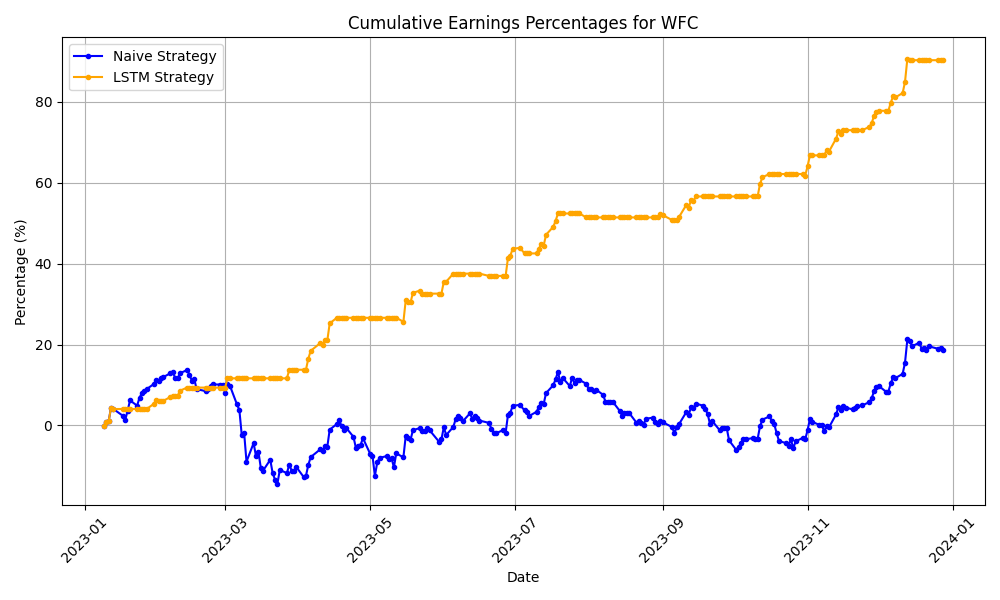 Cumulative Earnings Percentages for WFC
Naive Strategy
LSTM Strategy
Percentage (%)
80
60
40
20
0
2023-01
2023-03
2023-05
2023-07
2023-09
2023-11
2024-01
Date